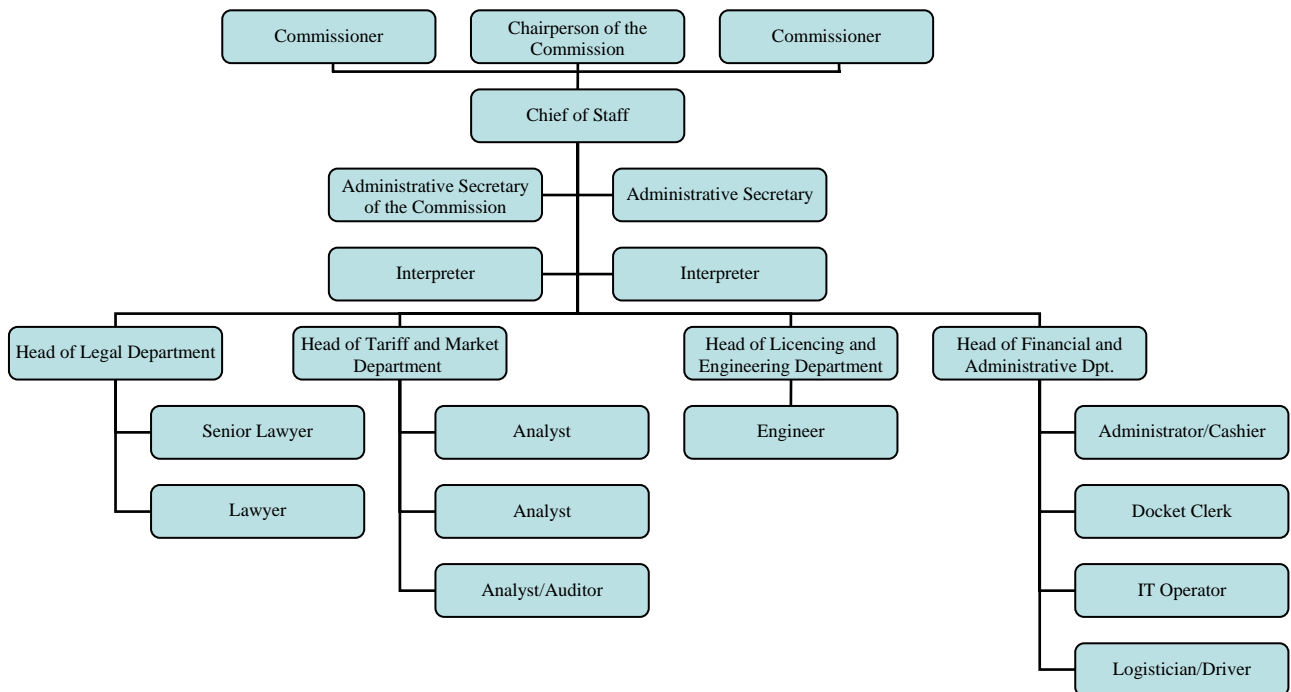 Commissioner
Chairperson of the
Commission
Commissioner
Chief of Staff
Administrative Secretary
of the Commission
Administrative Secretary
Interpreter
Interpreter
Head of Legal Department
Head of Tariff and Market
Department
Head of Licencing and
Engineering Department
Head of Financial and
Administrative Dpt.
Senior Lawyer
Analyst
Engineer
Administrator/Cashier
Lawyer
Analyst
Docket Clerk
Analyst/Auditor
IT Operator
Logistician/Driver